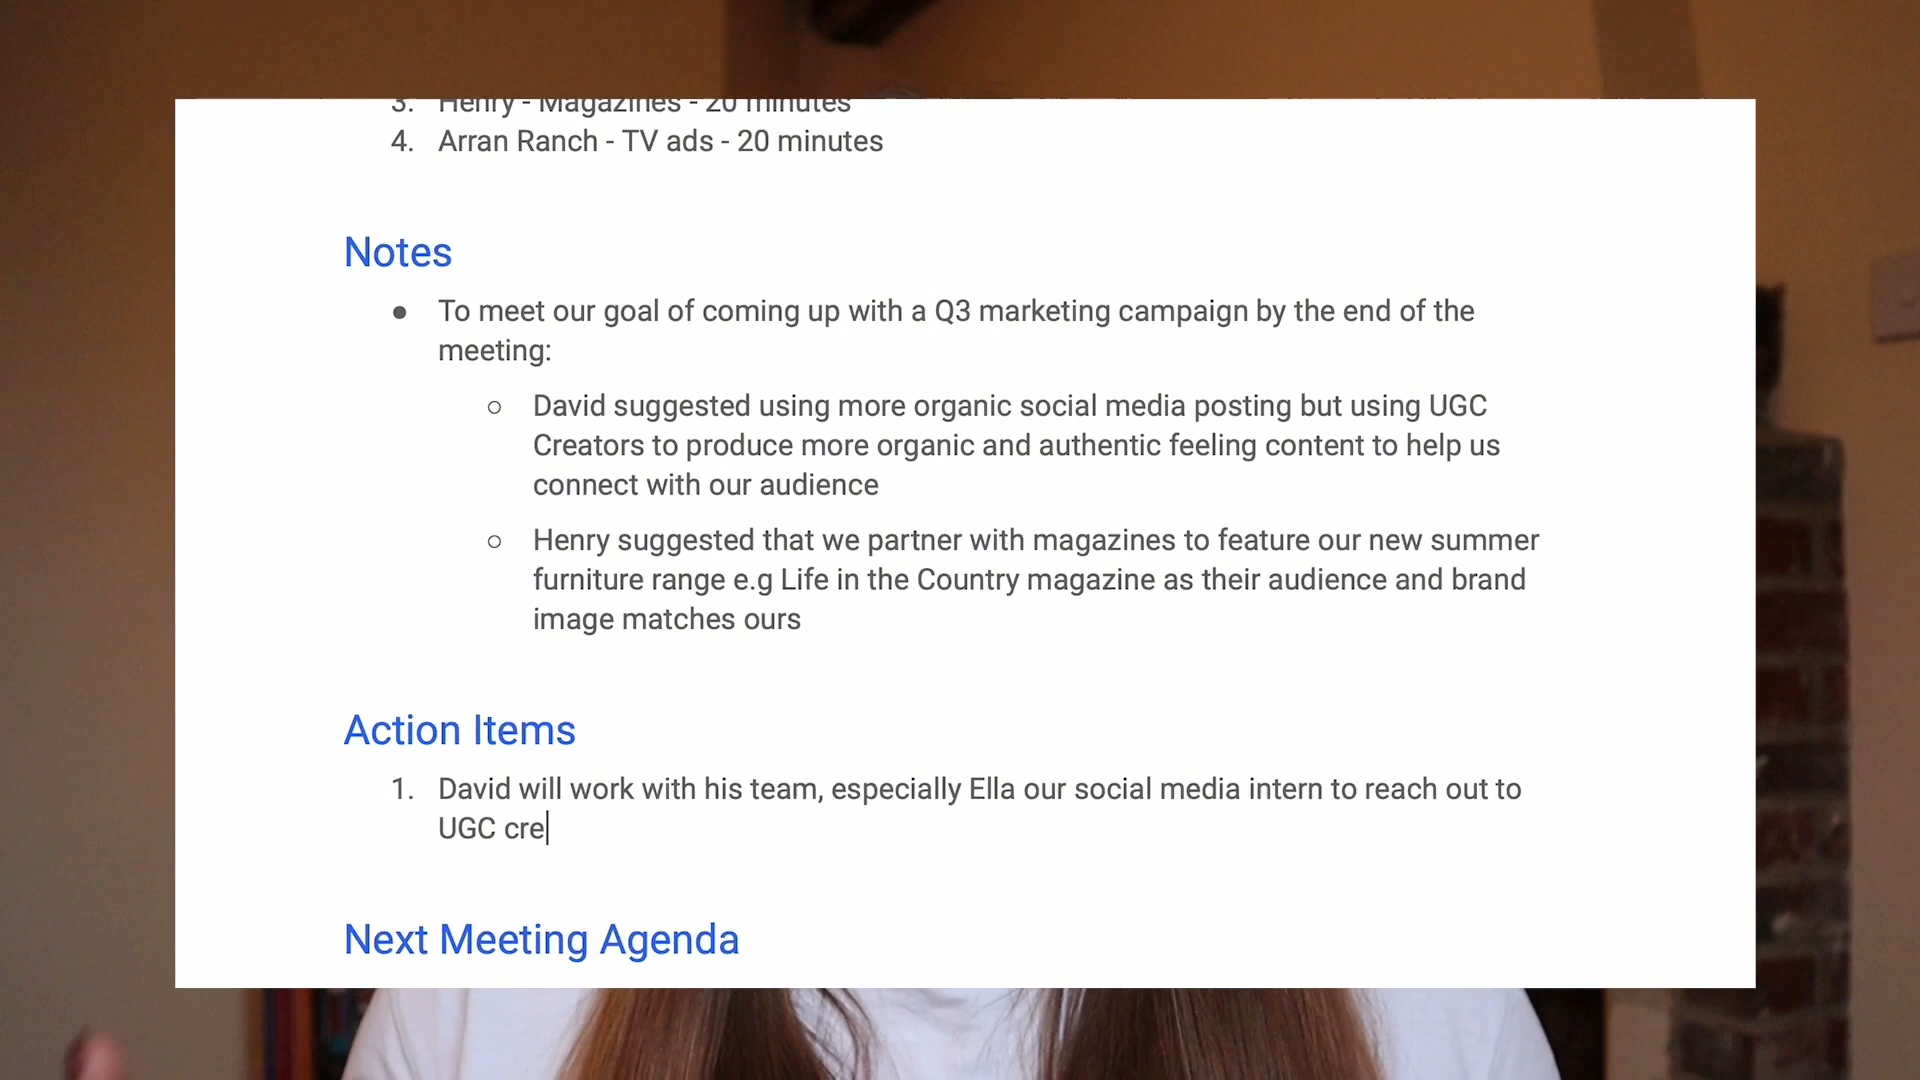 3. Henry - Magazines - 20 minutes
4. Arran Ranch - TV ads - 20 minutes
Notes
● To meet our goal of coming up with a Q3 marketing campaign by the end of the
meeting:
○ David suggested using more organic social media posting but using UGC
Creators to produce more organic and authentic feeling content to help us
connect with our audience
○ Henry suggested that we partner with magazines to feature our new summer
furniture range e.g Life in the Country magazine as their audience and brand
image matches ours
Action Items
1. David will work with his team, especially Ella our social media intern to reach out to
UGC cre
Next Meeting Agenda